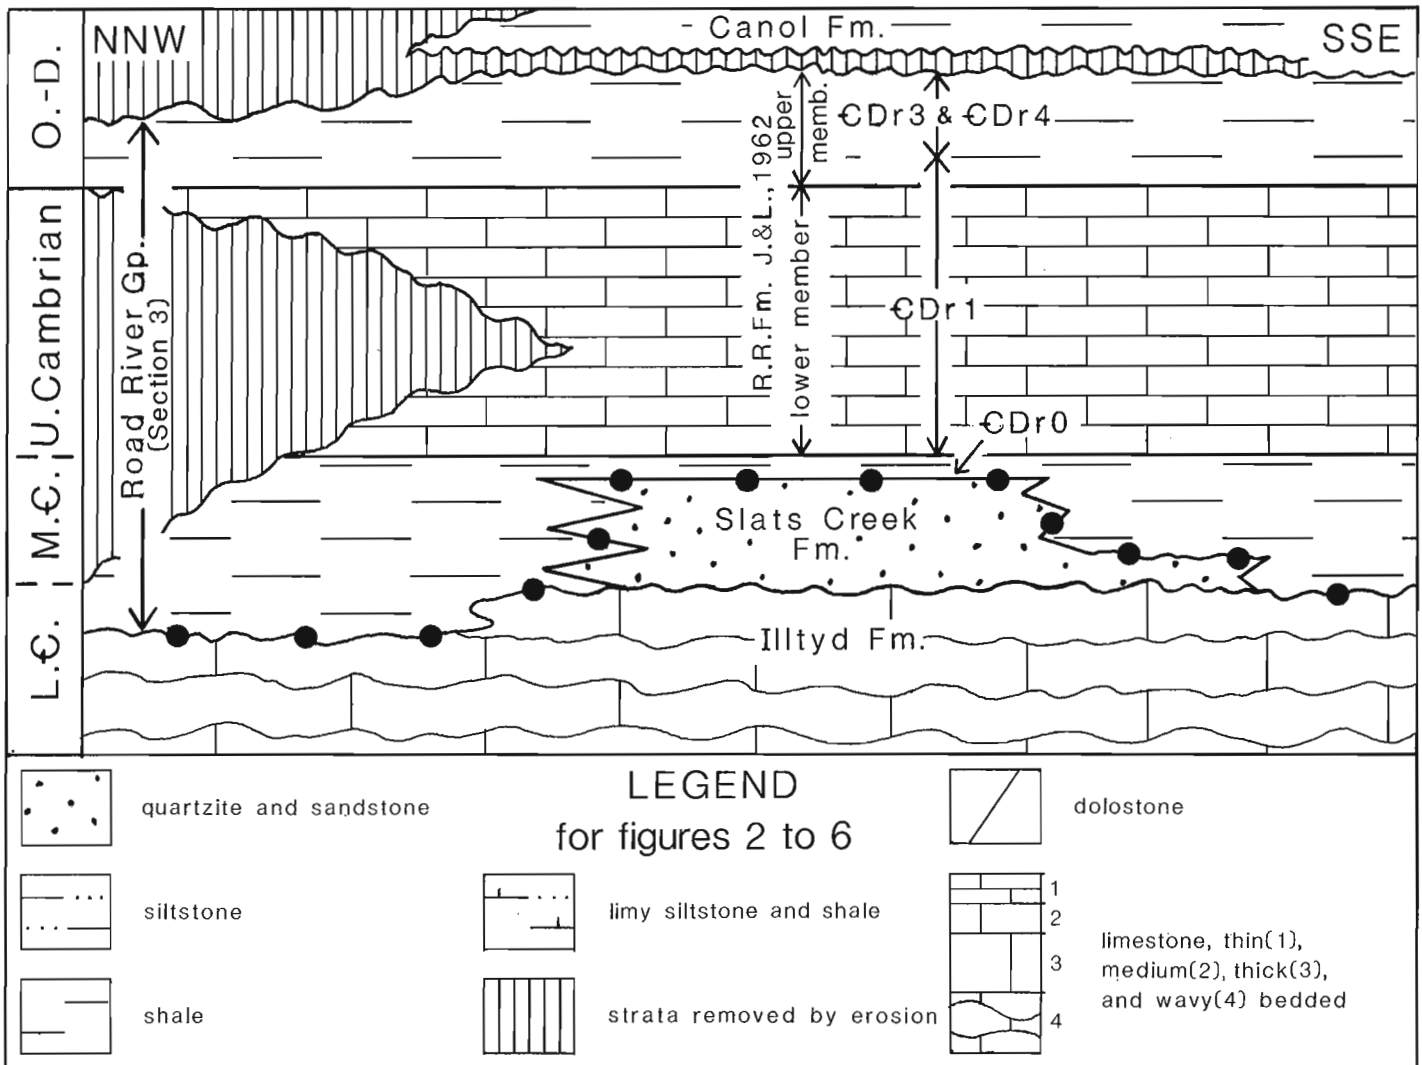 NNW
- Canol Fm.
SSE
O.-D.
U.Cambrian
M.Є.
L.Є.
Road River Gp.
(Section 3)
R.R.Fm. J.&L.,1962
upper
memb.
lower member
ЄDr3 & ЄDr4
ЄDr1
ЄDr0
Slats Creek
Fm.
Illtyd Fm.
LEGEND
for figures 2 to 6
quartzite and sandstone
siltstone
shale
limy siltstone and shale
strata removed by erosion
dolostone
1
2
3
4
limestone, thin(1),
medium(2), thick(3),
and wavy(4) bedded